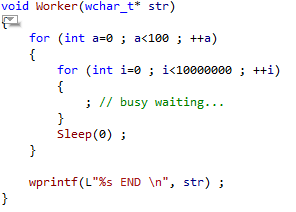 void Worker(wchar_t* str)
{
for (int a=0 ; a<100 ; ++a)
{
for (int i=0 ; i<10000000 ; ++i)
{
; // busy waiting...
}
Sleep(0) ;
}
wprintf(L"%s END \n", str) ;
}